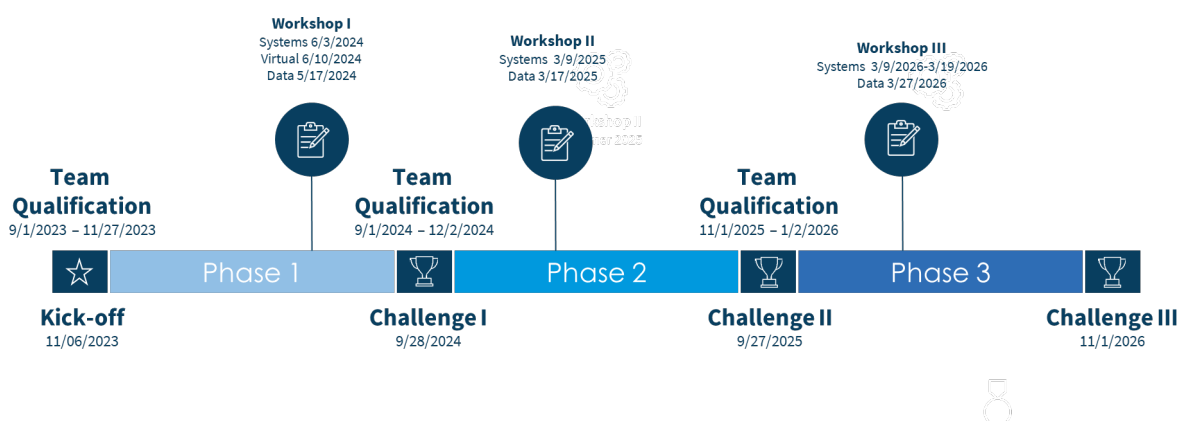 Workshop I
Systems 6/3/2024
Virtual 6/10/2024
Data 5/17/2024
Workshop II
Systems 3/9/2025
Data 3/17/2025
Workshop III
Systems 3/9/2026-3/19/2026
Data 3/27/2026
Team
Qualification
9/1/2023 – 11/27/2023
Team
Qualification
9/1/2024 – 12/2/2024
Team
Qualification
11/1/2025 – 1/2/2026
Phase 1
Phase 2
Phase 3
Kick-off
11/06/2023
Challenge I
9/28/2024
Challenge II
9/27/2025
Challenge III
11/1/2026